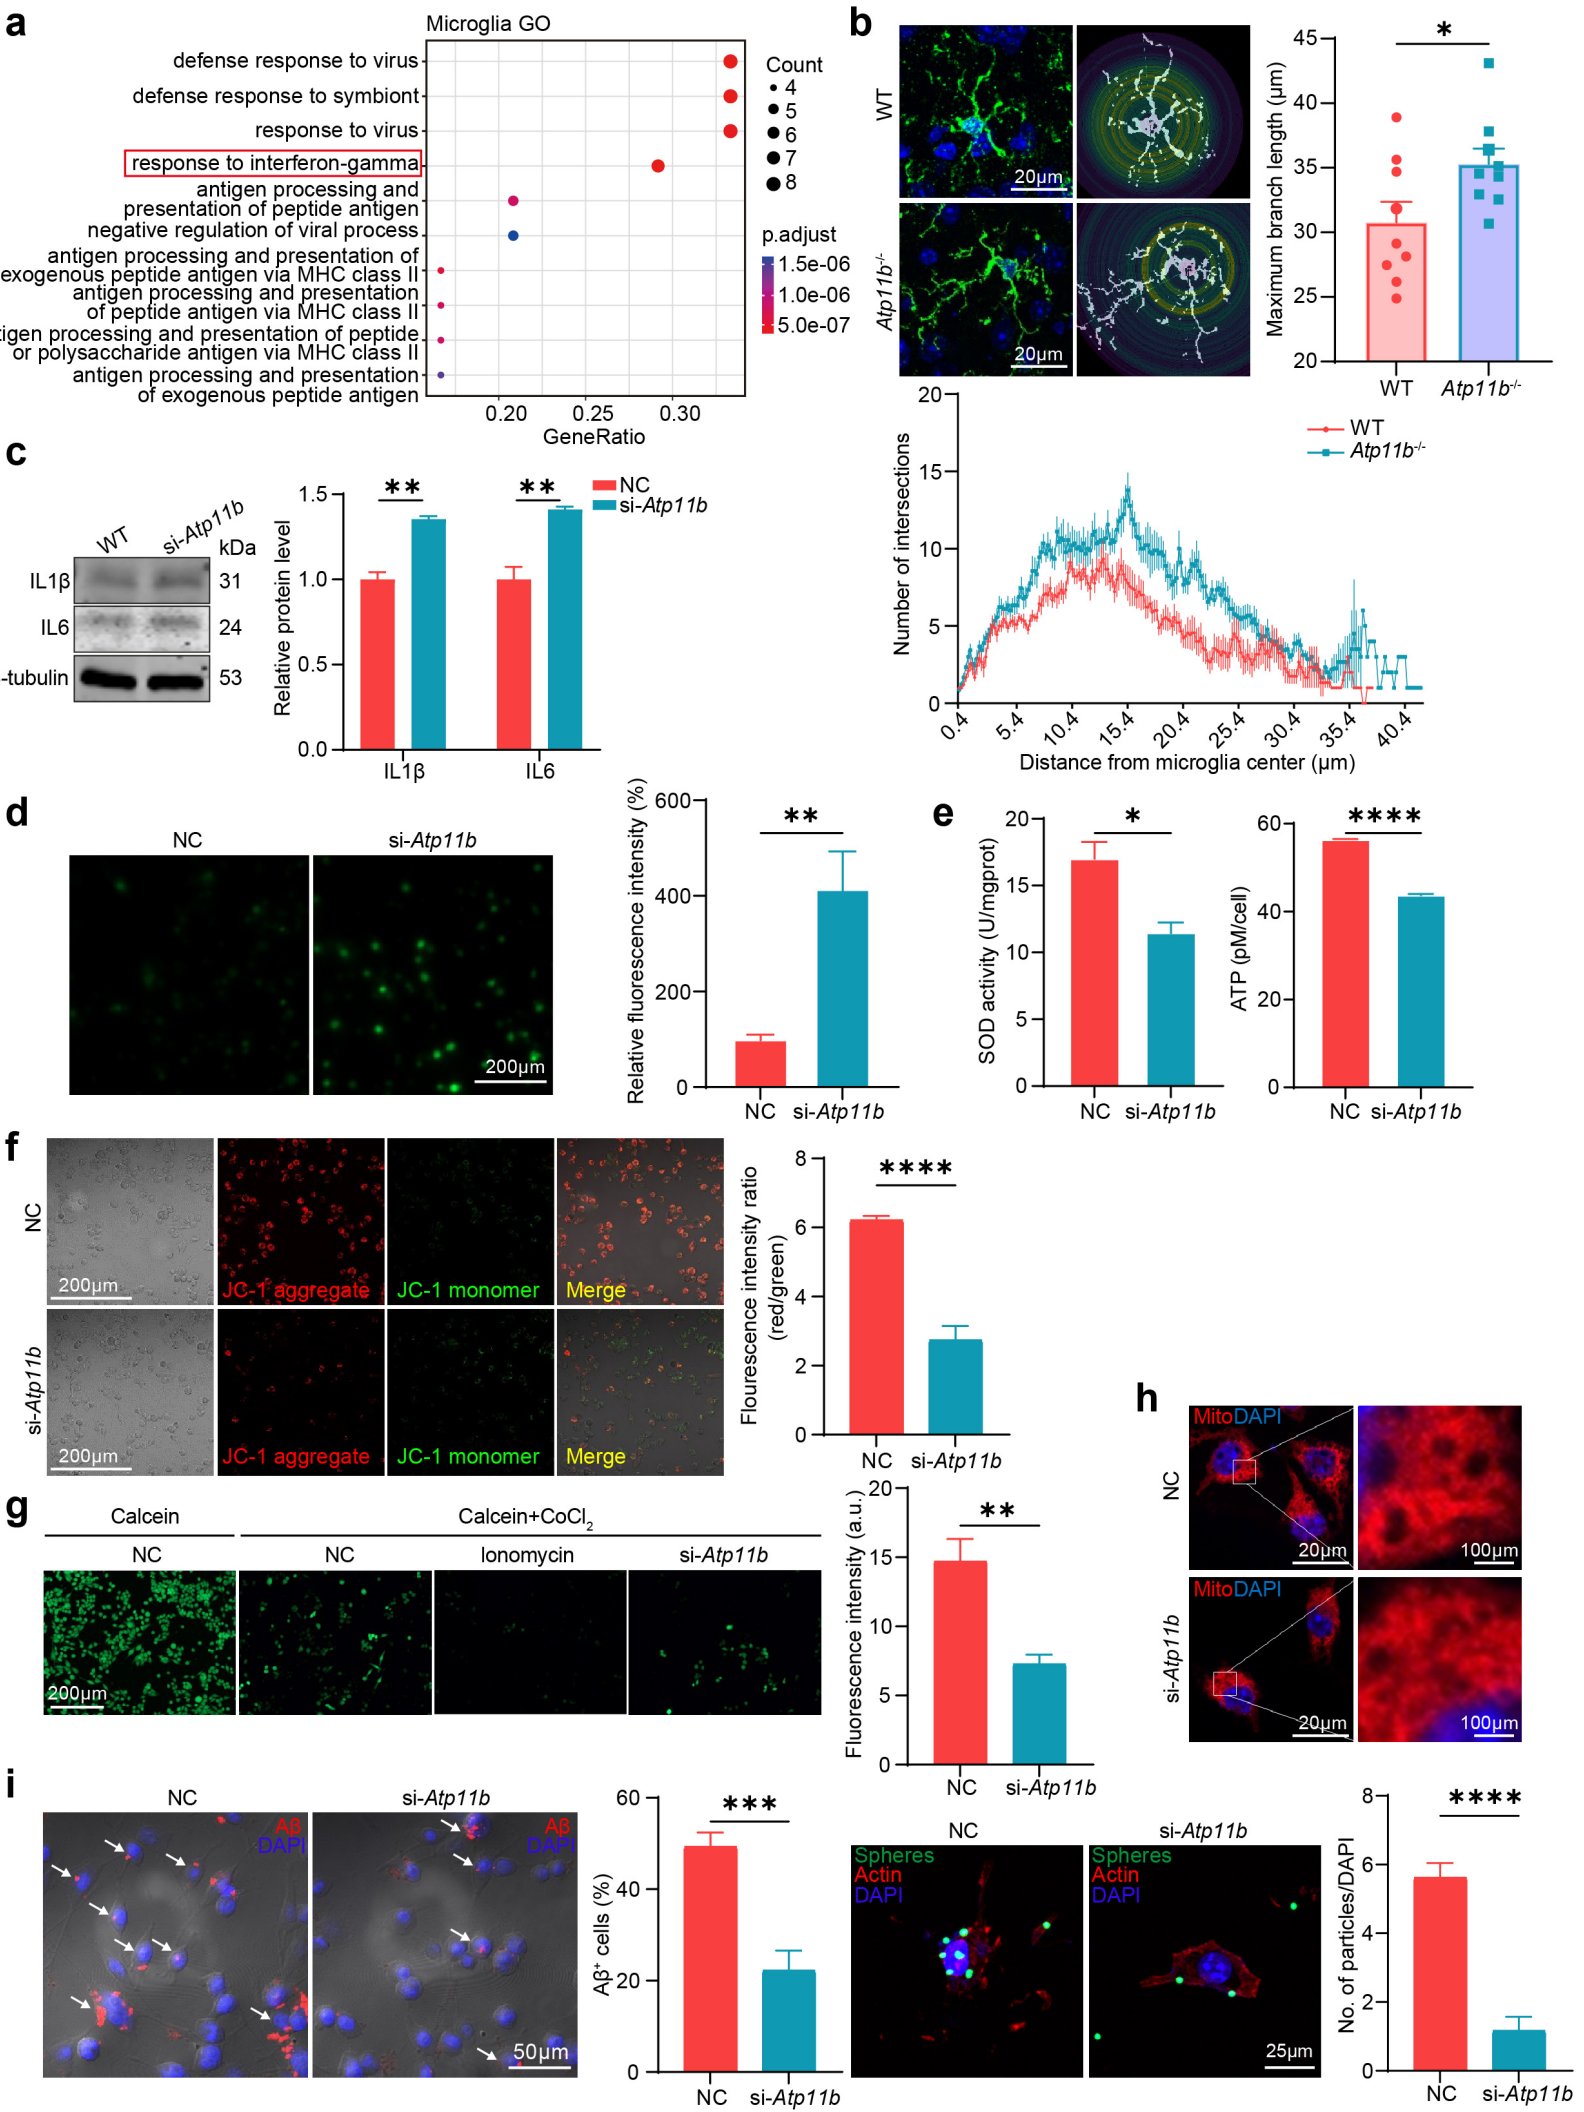 a
Microglia GO
defense response to virus
defense response to symbiont
response to virus
response to interferon-gamma
antigen processing and
presentation of peptide antigen
negative regulation of viral process
antigen processing and presentation of
exogenous peptide antigen via MHC class II
antigen processing and presentation
of peptide antigen via MHC class II
tigen processing and presentation of peptide
or polysaccharide antigen via MHC class II
antigen processing and presentation
of exogenous peptide antigen
0.20 0.25 0.30
GeneRatio
Count
4
5
6
7
8
p.adjust
1.5e-06
1.0e-06
5.0e-07
b
WT
20µm
Atp11b-/-
20µm
Maximum branch length (µm)
45
40
35
30
25
20
*
WT Atp11b-/-
Number of intersections
20
15
10
5
0
WT
Atp11b-/-
0.4 5.4 10.4 15.4 20.4 25.4 30.4 35.4 40.4
Distance from microglia center (µm)
c
WT si-Atp11b kDa
IL1β 31
IL6 24
-tubulin 53
Relative protein level
1.5
1.0
0.5
0.0
** **
NC
si-Atp11b
IL1β IL6
d
NC si-Atp11b
200µm
Relative fluorescence intensity (%)
600
400
200
0
**
NC si-Atp11b
e
SOD activity (U/mgprot)
20
15
10
5
0
*
NC si-Atp11b
ATP (pM/cell)
60
40
20
0
****
NC si-Atp11b
f
NC
200µm JC-1 aggregate JC-1 monomer Merge
si-Atp11b
200µm JC-1 aggregate JC-1 monomer Merge
Flourescence intensity ratio
(red/green)
8
6
4
2
0
****
NC si-Atp11b
g
Calcein Calcein+CoCl2
NC NC Ionomycin si-Atp11b
200µm
Fluorescence intensity (a.u.)
20
15
10
5
0
**
NC si-Atp11b
h
NC
MitoDAPI
20µm 100µm
si-Atp11b
MitoDAPI
20µm 100µm
i
NC si-Atp11b
Aβ
DAPI
Aβ
DAPI
50µm
Aβ+ cells (%)
60
40
20
0
***
NC si-Atp11b
NC si-Atp11b
Spheres
Actin
DAPI
Spheres
Actin
DAPI
25µm
No. of particles/DAPI
8
6
4
2
0
****
NC si-Atp11b